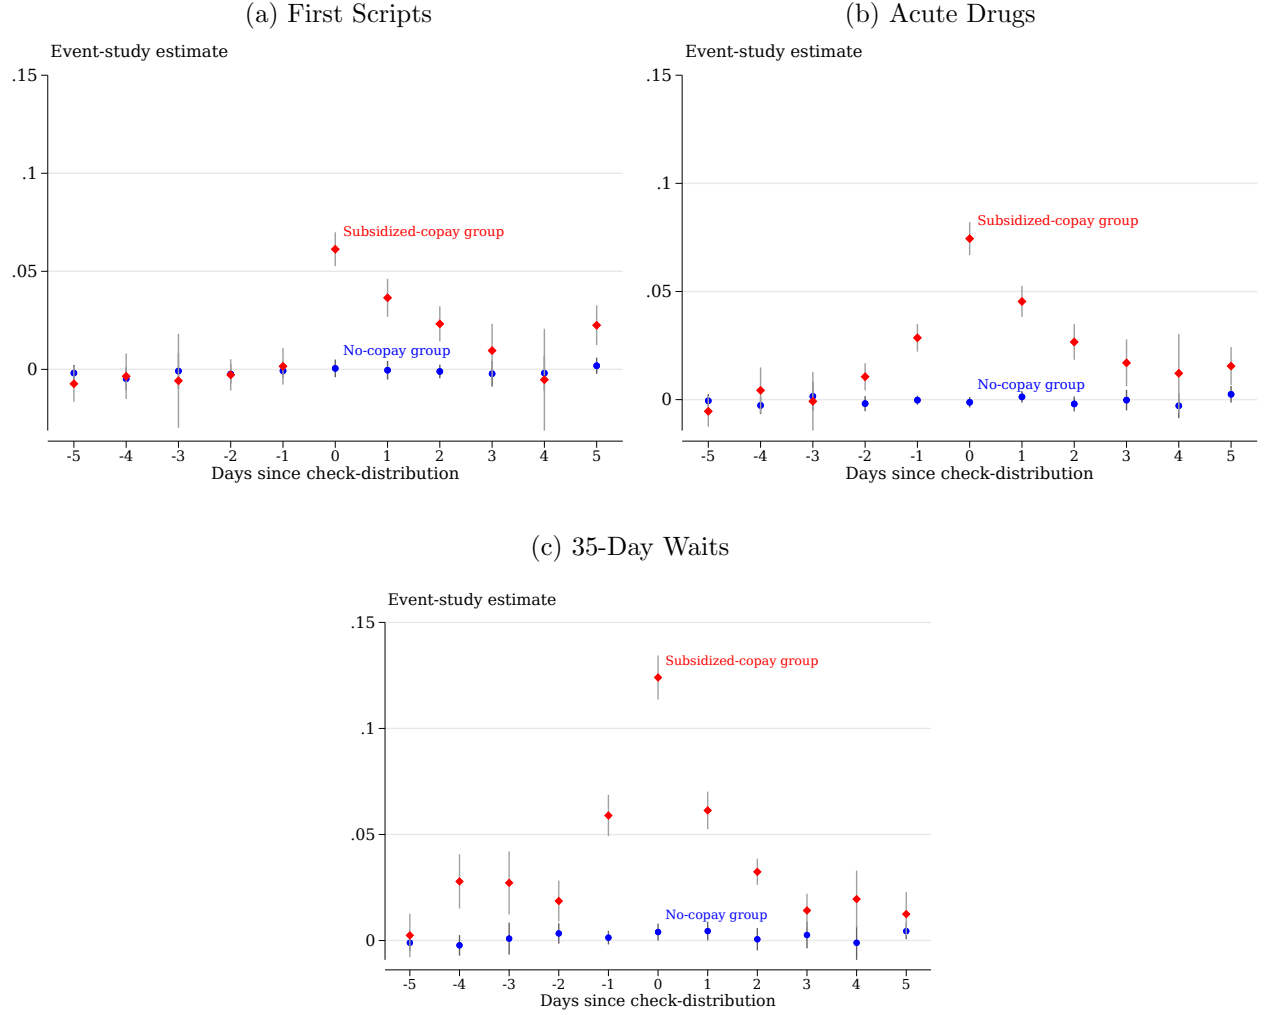 (a) First Scripts
Event-study estimate
.15
.1
.05
0
Subsidized-copay group
No-copay group
-5 -4 -3 -2 -1 0 1 2 3 4 5
Days since check-distribution
(b) Acute Drugs
Event-study estimate
.15
.1
.05
0
Subsidized-copay group
No-copay group
-5 -4 -3 -2 -1 0 1 2 3 4 5
Days since check-distribution
(c) 35-Day Waits
Event-study estimate
.15
.1
.05
0
Subsidized-copay group
No-copay group
-5 -4 -3 -2 -1 0 1 2 3 4 5
Days since check-distribution